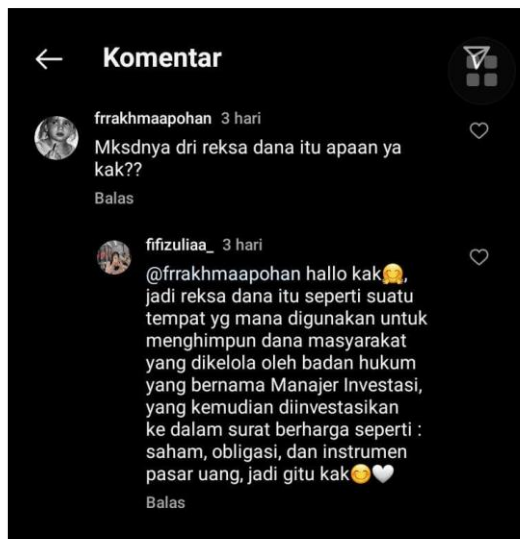 Komentar
frrakhmaapohan 3 hari
Mksdnya dri reksa dana itu apaan ya
kak??
Balas
fifizuliaa_ 3 hari
@frrakhmaapohan hallo kak🤗,
jadi reksa dana itu seperti suatu
tempat yg mana digunakan untuk
menghimpun dana masyarakat
yang dikelola oleh badan hukum
yang bernama Manajer Investasi,
yang kemudian diinvestasikan
ke dalam surat berharga seperti :
saham, obligasi, dan instrumen
pasar uang, jadi gitu kak😊🤍
Balas